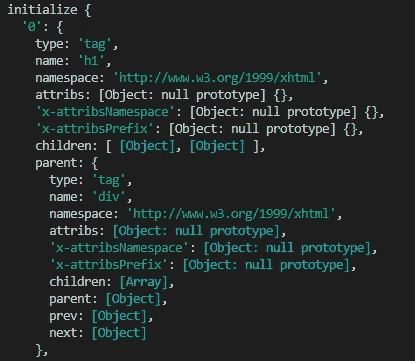 initialize {
  '0': {
    type: 'tag',
    name: 'h1',
    namespace: 'http://www.w3.org/1999/xhtml',
    attribs: [Object: null prototype] {},
    'x-attribsNamespace': [Object: null prototype] {},
    'x-attribsPrefix': [Object: null prototype] {},
    children: [ [Object], [Object] ],
    parent: {
      type: 'tag',
      name: 'div',
      namespace: 'http://www.w3.org/1999/xhtml',
      attribs: [Object: null prototype],
      'x-attribsNamespace': [Object: null prototype],
      'x-attribsPrefix': [Object: null prototype],
      children: [Array],
      parent: [Object],
      prev: [Object],
      next: [Object]
    },